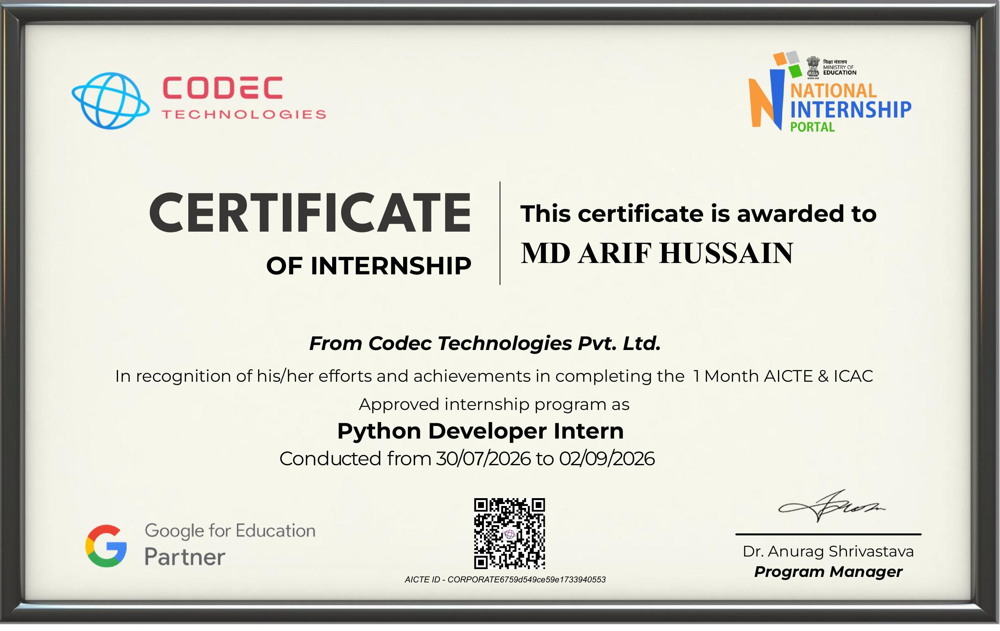 CODEC
TECHNOLOGIES
शिक्षा मंत्रालय
MINISTRY OF
EDUCATION
सत्यमेव जयते
NATIONAL
INTERNSHIP
PORTAL
CERTIFICATE
OF INTERNSHIP
This certificate is awarded to
MD ARIF HUSSAIN
From Codec Technologies Pvt. Ltd.
In recognition of his/her efforts and achievements in completing the 1 Month AICTE & ICAC
Approved internship program as
Python Developer Intern
Conducted from 30/07/2026 to 02/09/2026
Google for Education
Partner
AICTE ID - CORPORATE6759d549ce59e1733940553
Dr. Anurag Shrivastava
Program Manager